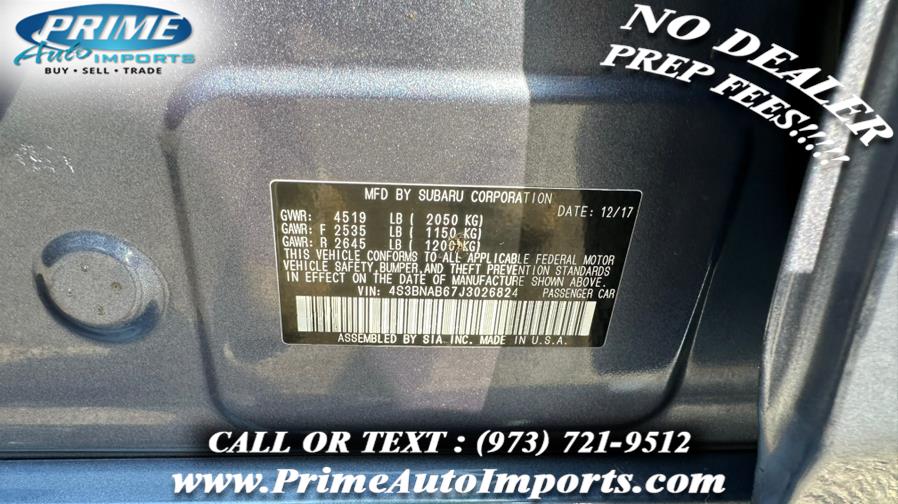 PRIME
Auto IMPORTS
BUY · SELL · TRADE
NO DEALER
PREP FEES!!!!
MFD BY SUBARU CORPORATION
DATE: 12/17
GVWR: 4519 LB ( 2050 KG)
GAWR: F 2535 LB ( 1150 KG)
GAWR: R 2645 LB ( 1200 KG)
THIS VEHICLE CONFORMS TO ALL APPLICABLE FEDERAL MOTOR
VEHICLE SAFETY, BUMPER, AND THEFT PREVENTION STANDARDS
IN EFFECT ON THE DATE OF MANUFACTURE SHOWN ABOVE.
VIN: 4S3BNAB67J3026824 PASSENGER CAR
ASSEMBLED BY SIA INC. MADE IN U.S.A.
CALL OR TEXT : (973) 721-9512
www.PrimeAutoImports.com